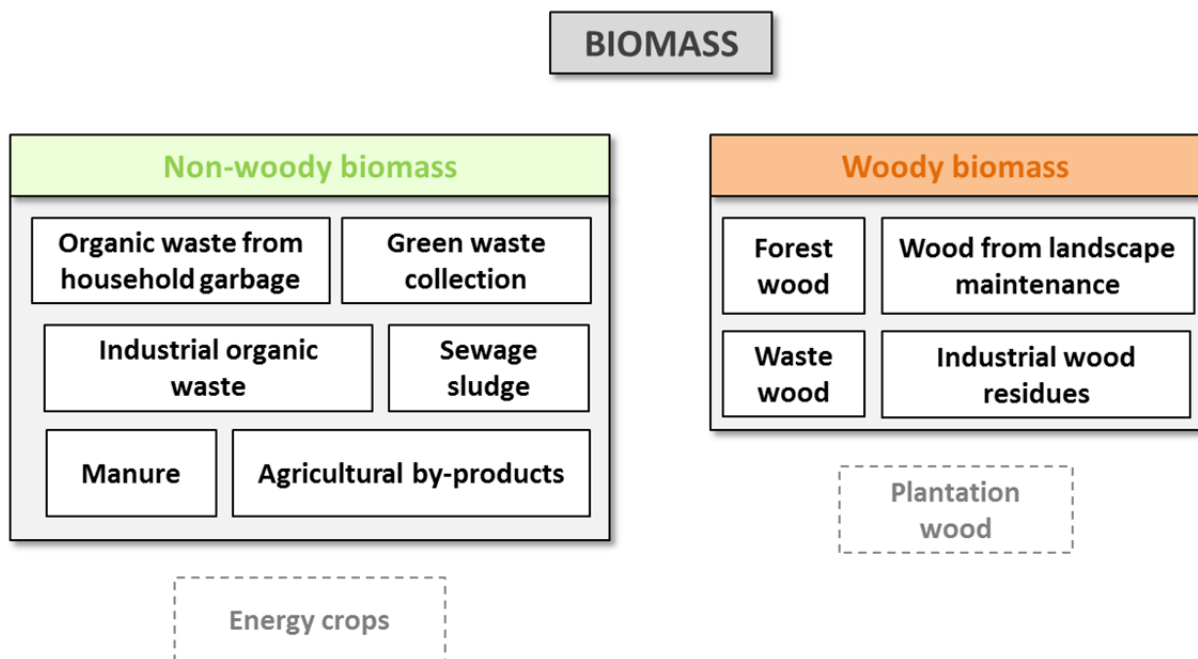 BIOMASS
Non-woody biomass
Organic waste from
household garbage
Green waste
collection
Industrial organic
waste
Sewage
sludge
Manure
Agricultural by-products
Energy crops
Woody biomass
Forest
wood
Wood from landscape
maintenance
Waste
wood
Industrial wood
residues
Plantation
wood